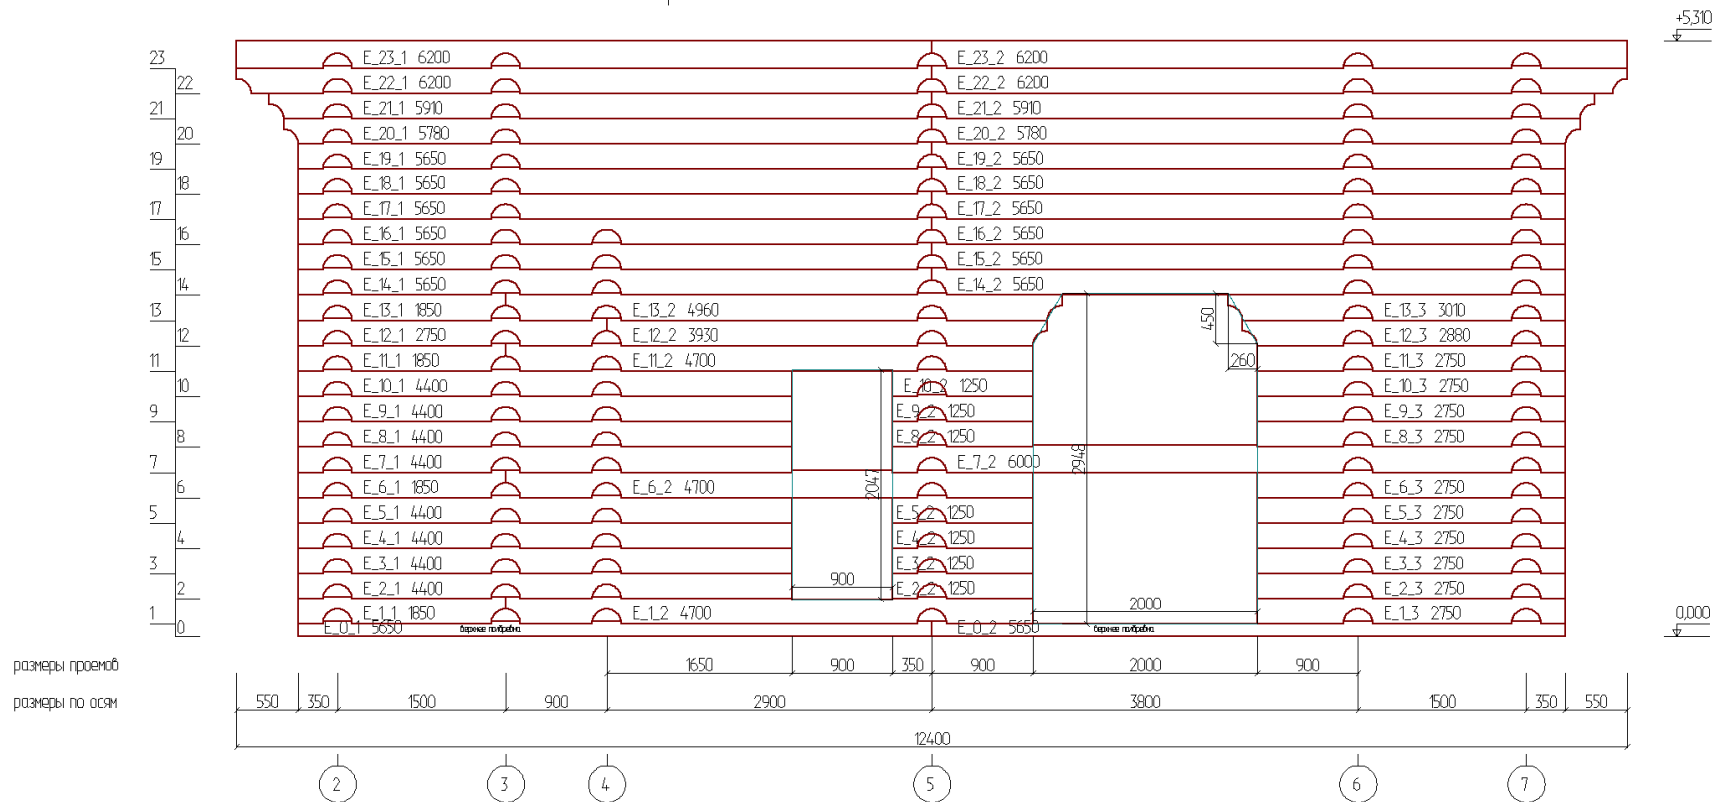 +5,310
23 E_23_1 6200 E_23_2 6200
22 E_22_1 6200 E_22_2 6200
21 E_21_1 5910 E_21_2 5910
20 E_20_1 5780 E_20_2 5780
19 E_19_1 5650 E_19_2 5650
18 E_18_1 5650 E_18_2 5650
17 E_17_1 5650 E_17_2 5650
16 E_16_1 5650 E_16_2 5650
15 E_15_1 5650 E_15_2 5650
14 E_14_1 5650 E_14_2 5650
13 E_13_1 1850 E_13_2 4960 450 E_13_3 3010
12 E_12_1 2750 E_12_2 3930 E_12_3 2880
11 E_11_1 1850 E_11_2 4700 260 E_11_3 2750
10 E_10_1 4400 E_10_2 1250 E_10_3 2750
9 E_9_1 4400 E_9_2 1250 E_9_3 2750
8 E_8_1 4400 E_8_2 1250 E_8_3 2750
7 E_7_1 4400 E_7_2 6000 2948
6 E_6_1 1850 E_6_2 4700 2047 E_6_3 2750
5 E_5_1 4400 E_5_2 1250 E_5_3 2750
4 E_4_1 4400 E_4_2 1250 E_4_3 2750
3 E_3_1 4400 E_3_2 1250 E_3_3 2750
2 E_2_1 4400 900 E_2_2 1250 E_2_3 2750
1 E_1_1 1850 E_1_2 4700 2000 E_1_3 2750 0,000
0 E_0_1 5650 верхнее полбревна E_0_2 5650 верхнее полбревна
размеры проемов 1650 900 350 900 2000 900
размеры по осям 550 350 1500 900 2900 3800 1500 350 550
12400
2 3 4 5 6 7